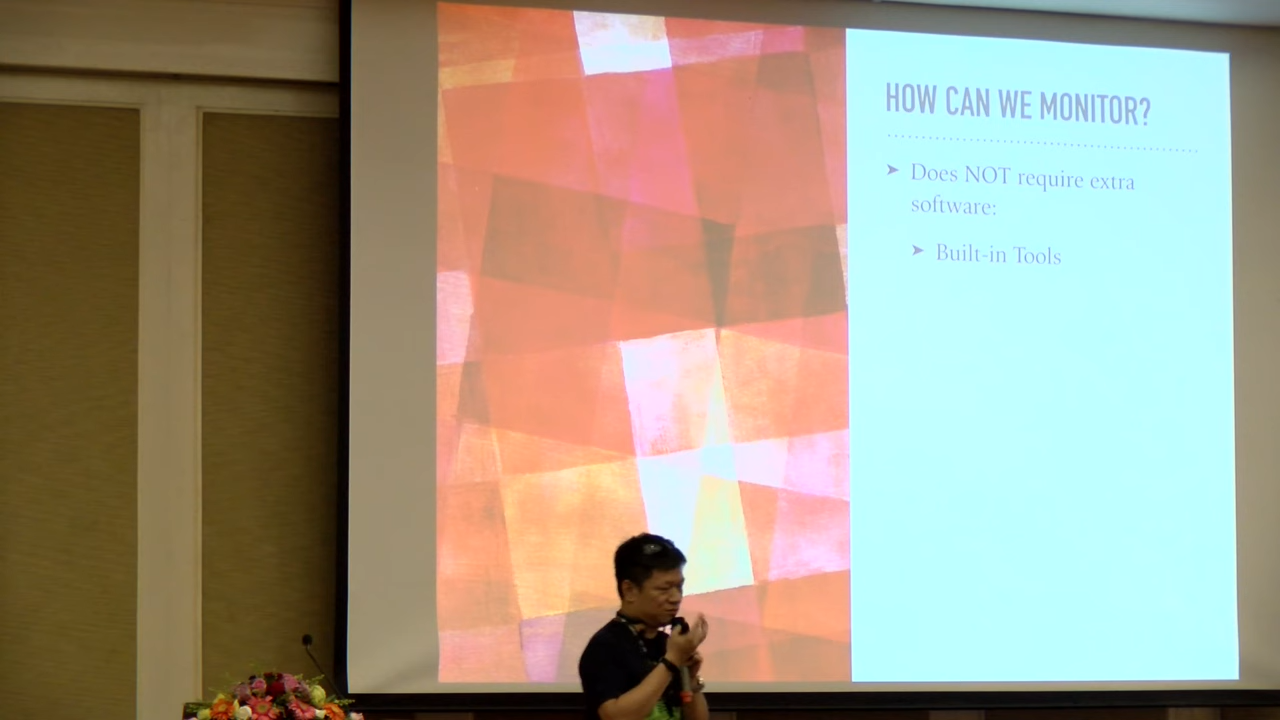 HOW CAN WE MONITOR?
➤ Does NOT require extra
software:
➤ Built-in Tools